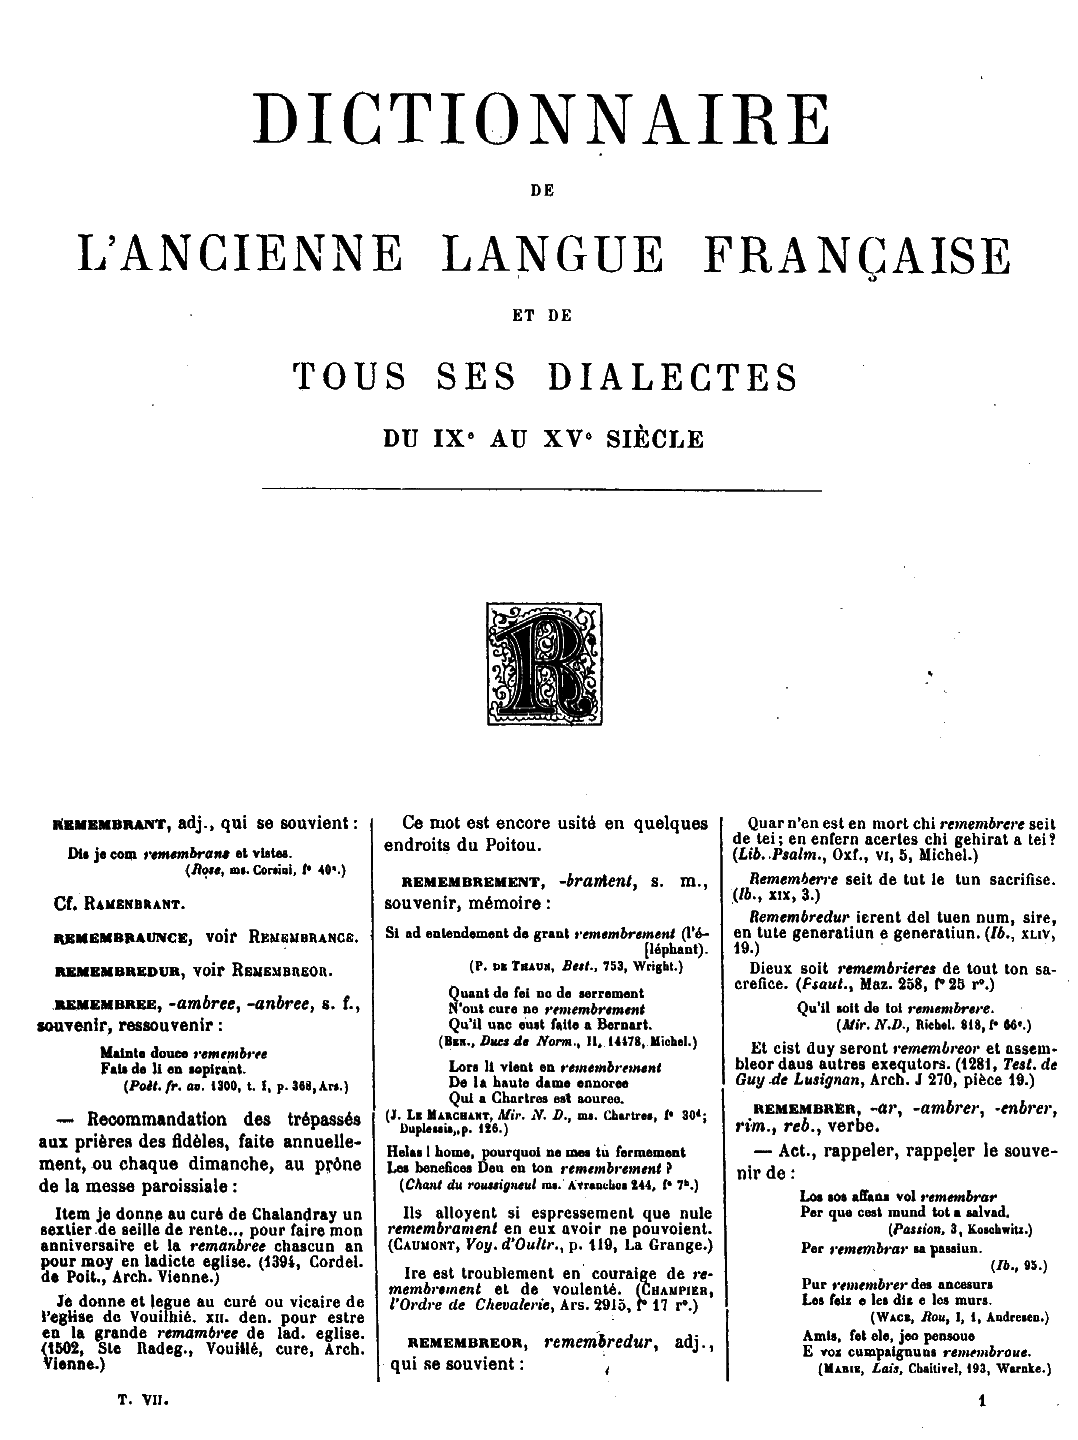 DICTIONNAIRE
DE
L'ANCIENNE LANGUE FRANÇAISE
ET DE
TOUS SES DIALECTES
DU IXe AU XVe SIÈCLE
R
REMEMBRANT, adj., qui se souvient :
Dis je com remembrans et vistes.
(Rose, ms. Corsini, f° 40c.)
Cf. RAMENBRANT.
REMEMBRAUNCE, voir REMEMBRANCE.
REMEMBREDUR, voir REMEMBREOR.
REMEMBREE, -ambree, -anbree, s. f.,
souvenir, ressouvenir :
Mainte douce remembree
Fais de li en sopirant.
(Poët. fr. av. 1300, t. I, p. 368, Ars.)
— Recommandation des trépassés
aux prières des fidèles, faite annuelle-
ment, ou chaque dimanche, au prône
de la messe paroissiale :
Item je donne au curé de Chalandray un
sextier de seille de rente.., pour faire mon
anniversaire et la remanbree chascun an
pour moy en ladicte eglise. (1394, Cordel.
de Poit., Arch. Vienne.)
Je donne et legue au curé ou vicaire de
l'eglise de Vouilhié. XII. den. pour estre
en la grande remambree de lad. eglise.
(1502, Ste Radeg., Vouillé, cure, Arch.
Vienne.)
T. VII.
Ce mot est encore usité en quelques
endroits du Poitou.
REMEMBREMENT, -brament, s. m.,
souvenir, mémoire :
Si ad entendement de grant remembrement (l'é-
[léphant).
(P. DE THAUN, Best., 753, Wright.)
Quant de fei no de serrement
N'out cure ne remembrement
Qu'il unc eust faite a Bernart.
(BEN., Ducs de Norm., II, 14478, Michel.)
Lors li vient en remembrement
De la haute dame ennoree
Qui a Chartres est aouree.
(J. LE MARCHANT, Mir. N. D., ms. Chartres, f° 30d;
Duplessis, p. 126.)
Helas ! home, pourquoi ne mes tu fermement
Les benefices Deu en ton remembrement ?
(Chant du roussigneul ms. Avranches 244, f° 7b.)
Ils alloyent si espressement que nule
remembrament en eux avoir ne pouvoient.
(CAUMONT, Voy. d'Oultr., p. 119, La Grange.)
Ire est troublement en couraige de re-
membrement et de voulenté. (CHAMPIER,
l'Ordre de Chevalerie, Ars. 2915, f° 17 r°.)
REMEMBREOR, remembredur, adj.,
qui se souvient :
Quar n'en est en mort chi remembrere seit
de tei ; en enfern acertes chi gehirat a tei ?
(Lib. Psalm., Oxf., VI, 5, Michel.)
Rememberre seit de tut le tun sacrifise.
(Ib., XIX, 3.)
Remembredur ierent del tuen num, sire,
en tute generatiun e generatiun. (Ib., XLIV,
19.)
Dieux soit remembrieres de tout ton sa-
crefice. (Psaut., Maz. 258, f° 25 r°.)
Qu'il soit de toi remembrere.
(Mir. N.D., Richel. 818, f° 66c.)
Et cist duy seront remembreor et assem-
bleor daus autres exequtors. (1281, Test. de
Guy de Lusignan, Arch. J 270, pièce 19.)
REMEMBRER, -ar, -ambrer, -enbrer,
rim., reb., verbe.
— Act., rappeler, rappeler le souve-
nir de :
Los sos affans vol remembrar
Per que cest mund tot a salvad.
(Passion, 3, Koschwitz.)
Per remembrar sa passiun.
(Ib., 95.)
Pur remembrer des ancesurs
Les feiz e les diz e les murs.
(WACE, Rou, I, 1, Andresen.)
Amis, fet ele, jeo pensoue
E voz cumpaignuns remembroue.
(MARIE, Lais, Chaitivel, 193, Warnke.)
1